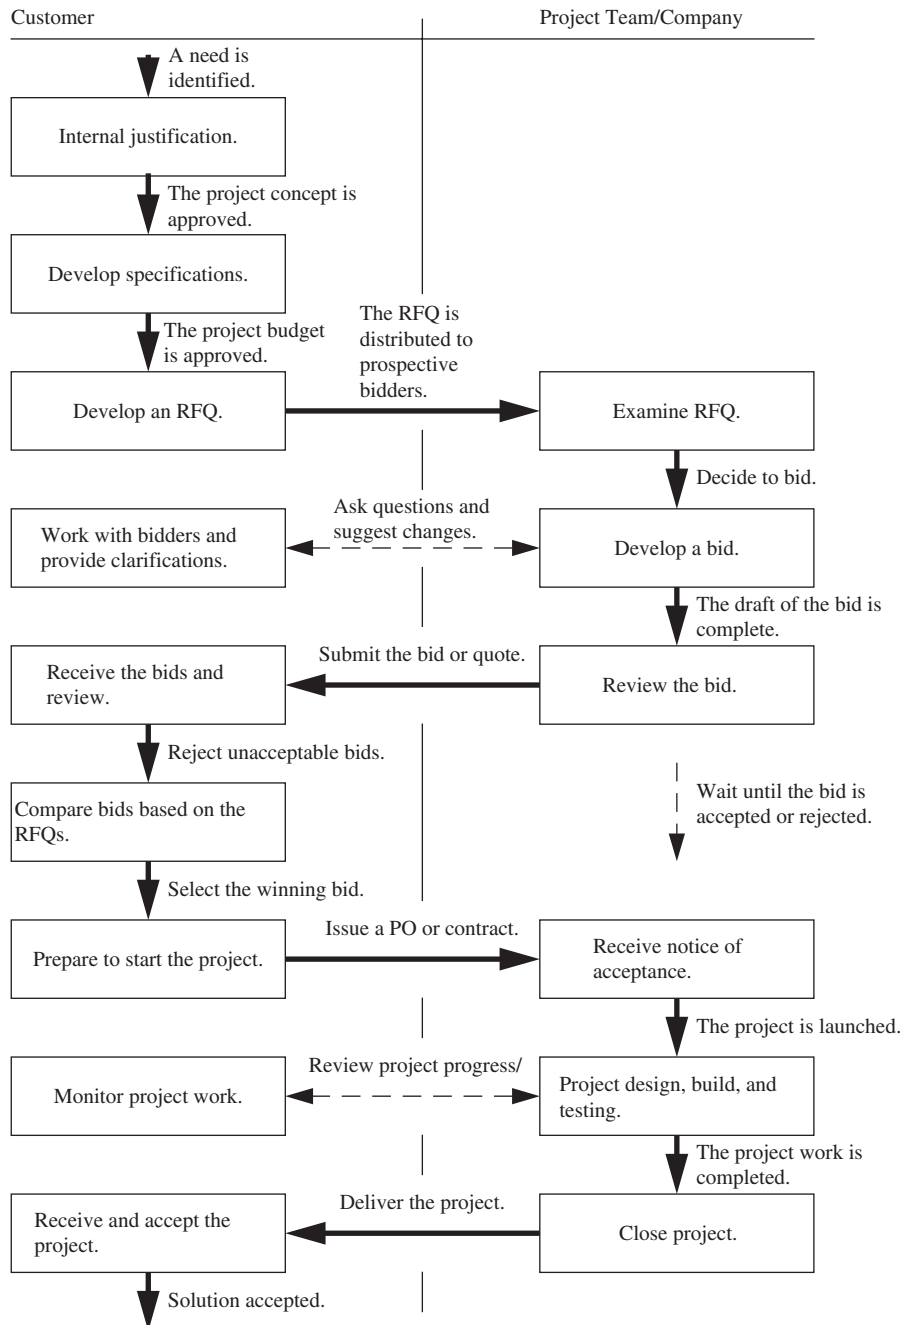 Customer
Project Team/Company
A need is
identified.
Internal justification.
The project concept is
approved.
Develop specifications.
The project budget
is approved.
The RFQ is
distributed to
prospective
bidders.
Develop an RFQ.
Examine RFQ.
Decide to bid.
Ask questions and
suggest changes.
Work with bidders and
provide clarifications.
Develop a bid.
The draft of the bid is
complete.
Submit the bid or quote.
Receive the bids and
review.
Review the bid.
Reject unacceptable bids.
Wait until the bid is
accepted or rejected.
Compare bids based on the
RFQs.
Select the winning bid.
Issue a PO or contract.
Prepare to start the project.
Receive notice of
acceptance.
The project is launched.
Review project progress/
Monitor project work.
Project design, build, and
testing.
The project work is
completed.
Deliver the project.
Receive and accept the
project.
Close project.
Solution accepted.